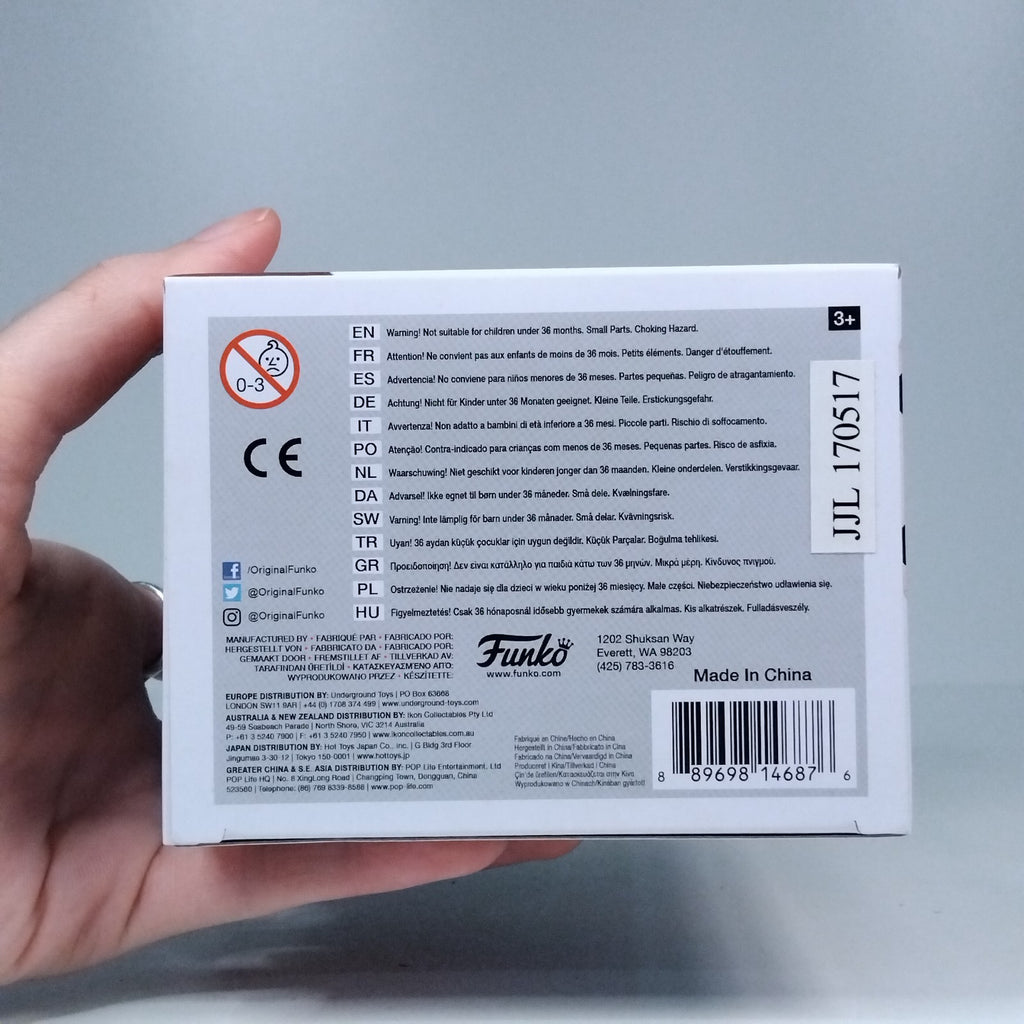 3+
0-3
EN Warning! Not suitable for children under 36 months. Small Parts. Choking Hazard.
FR Attention! Ne convient pas aux enfants de moins de 36 mois. Petits éléments. Danger d'étouffement.
ES Advertencia! No conviene para niños menores de 36 meses. Partes pequeñas. Peligro de atragantamiento.
DE Achtung! Nicht für Kinder unter 36 Monaten geeignet. Kleine Teile. Erstickungsgefahr.
IT Avvertenza! Non adatto a bambini di età inferiore a 36 mesi. Piccole parti. Rischio di soffocamento.
PO Atenção! Contra-indicado para crianças com menos de 36 meses. Pequenas partes. Risco de asfixia.
NL Waarschuwing! Niet geschikt voor kinderen jonger dan 36 maanden. Kleine onderdelen. Verstikkingsgevaar.
DA Advarsel! Ikke egnet til børn under 36 måneder. Små dele. Kvælningsfare.
SW Varning! Inte lämplig för barn under 36 månader. Små delar. Kvävningsrisk.
TR Uyarı! 36 aydan küçük çocuklar için uygun değildir. Küçük Parçalar. Boğulma tehlikesi.
GR Προειδοποίηση! Δεν είναι κατάλληλο για παιδιά κάτω των 36 μηνών. Μικρά μέρη. Κίνδυνος πνιγμού.
PL Ostrzeżenie! Nie nadaje się dla dzieci w wieku poniżej 36 miesięcy. Małe części. Niebezpieczeństwo udławienia się.
HU Figyelmeztetés! Csak 36 hónaposnál idősebb gyermekek számára alkalmas. Kis alkatrészek. Fulladásveszély.
CE
JJL 170517
/OriginalFunko
@OriginalFunko
@OriginalFunko
MANUFACTURED BY • FABRIQUÉ PAR • FABRICADO POR:
HERGESTELLT VON • FABBRICATO DA • FABRICADO POR:
GEMAAKT DOOR • FREMSTILLET AF • TILLVERKAD AV:
TARAFINDAN ÜRETİLDİ • ΚΑΤΑΣΚΕΥΑΣΜΈΝΟ ΑΠΌ:
WYPRODUKOWANO PRZEZ • KÉSZÍTETTE:
Funko
www.funko.com
1202 Shuksan Way
Everett, WA 98203
(425) 783-3616
Made In China
EUROPE DISTRIBUTION BY: Underground Toys | PO Box 63668
LONDON SW11 9AR | +44 (0) 1708 374 499 | www.underground-toys.com
AUSTRALIA & NEW ZEALAND DISTRIBUTION BY: Ikon Collectables Pty Ltd
49-59 Seabeach Parade | North Shore, VIC 3214 Australia
P: +61 3 5240 7900 | F: +61 3 5240 7950 | www.ikoncollectables.com.au
JAPAN DISTRIBUTION BY: Hot Toys Japan Co., Inc. | G Bldg 3rd Floor
Jingumae 3-30-12 | Tokyo 150-0001 | www.hottoys.jp
GREATER CHINA & S.E. ASIA DISTRIBUTION BY: POP Life Entertainment. Ltd
POP Life HQ | No. 8 XingLong Road | Changping Town, Dongguan, China
523560 | Telephone: (86) 769 8339-8588 | www.pop-life.com
Fabriqué en Chine/Hecho en China
Hergestellt in China/Fabbricato in Cina
Fabricado na China/Vervaardigd in China
Produceret i Kina/Tillverkad i China
Çin'de üretilen/Κατασκευάζεται στην Κίνα
Wyprodukowano w Chinach/Kínában gyártott
8 89698 14687 6